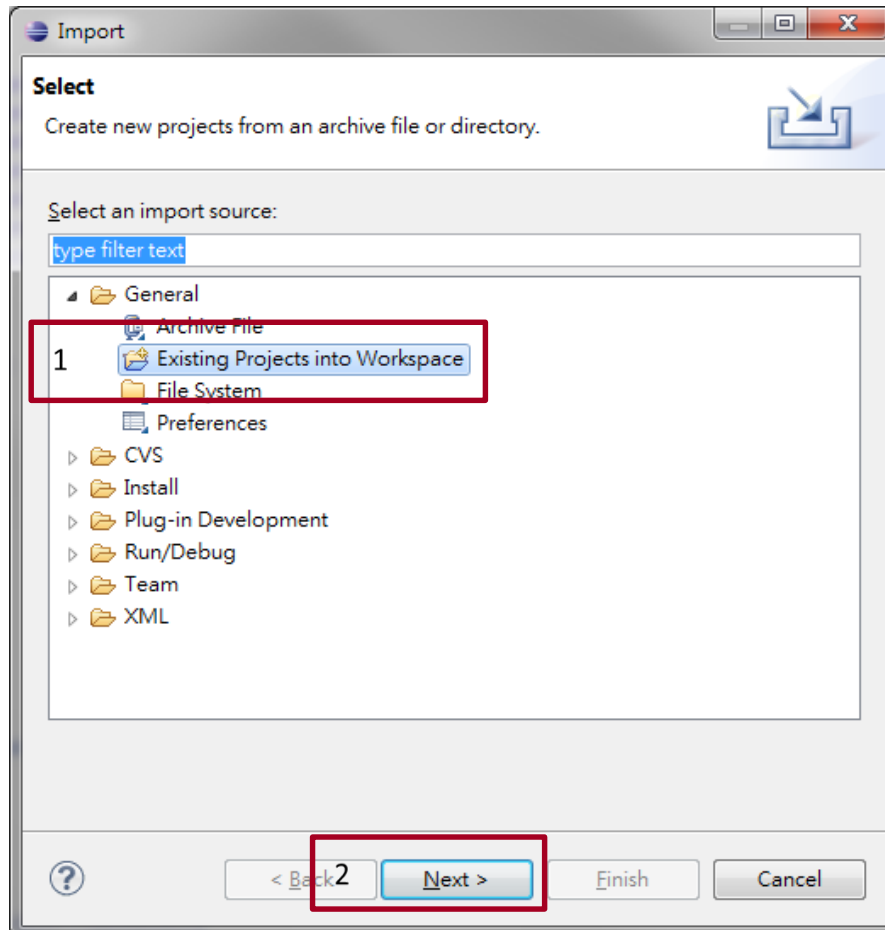 Import
Select
Create new projects from an archive file or directory.
Select an import source:
type filter text
General
Archive File
1 Existing Projects into Workspace
File System
Preferences
CVS
Install
Plug-in Development
Run/Debug
Team
XML
? < Back 2 Next > Finish Cancel